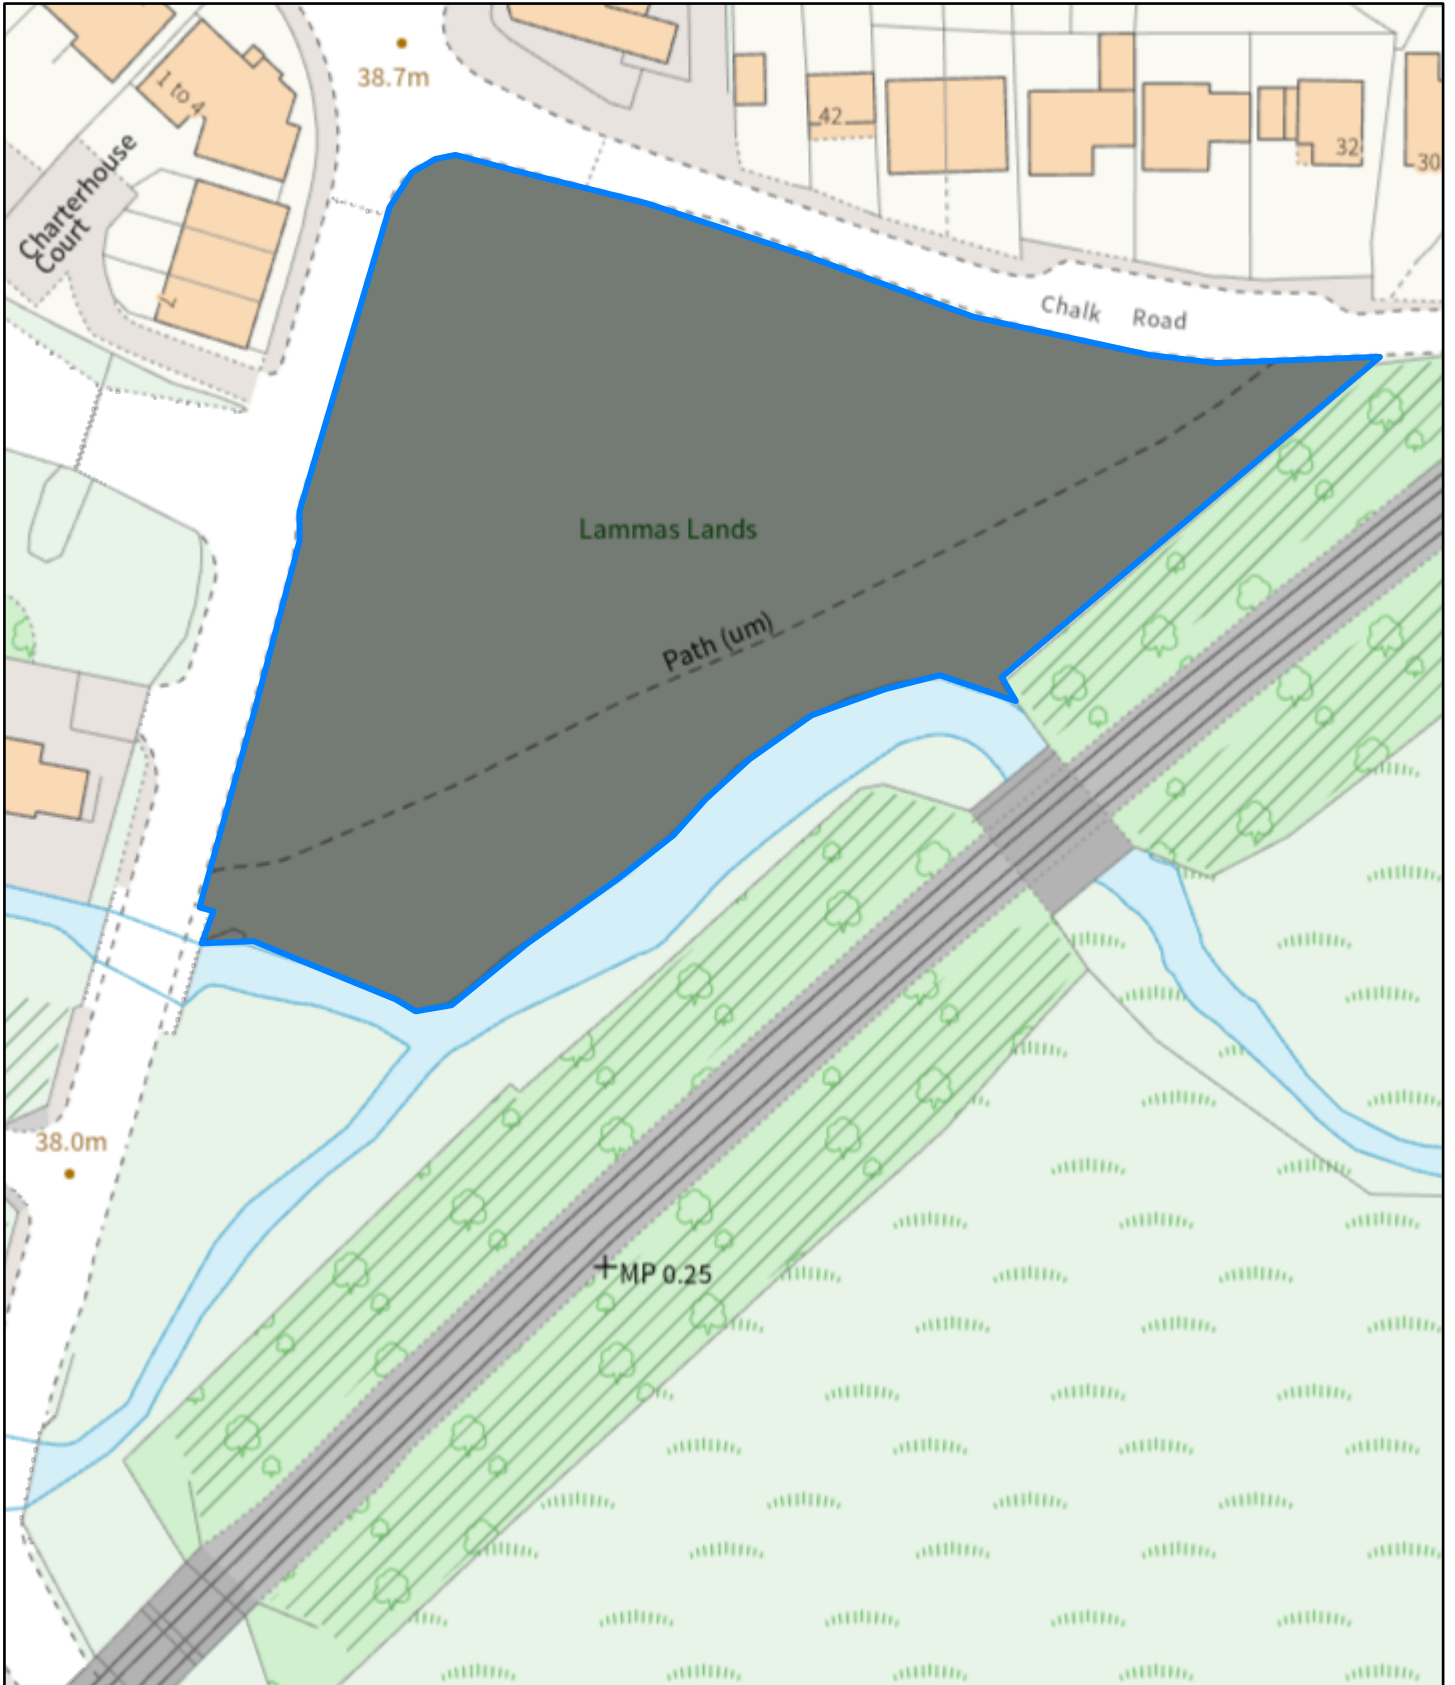 38.7m
1 to 4
42
32
30
Charterhouse
Court
7
Chalk Road
Lammas Lands
Path (um)
38.0m
MP 0.25